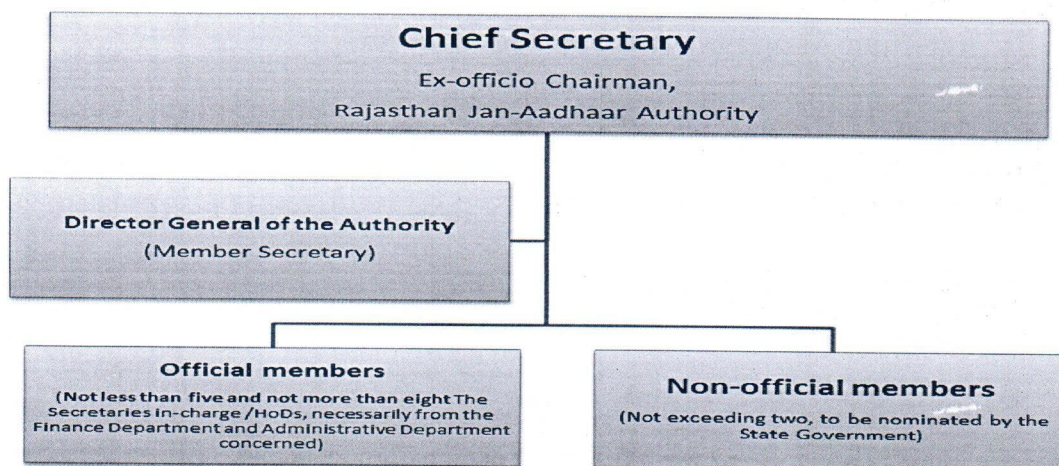 Chief Secretary
Ex-officio Chairman,
Rajasthan Jan-Aadhaar Authority
Director General of the Authority
(Member Secretary)
Official members
(Not less than five and not more than eight The
Secretaries in-charge /HoDs, necessarily from the
Finance Department and Administrative Department
concerned)
Non-official members
(Not exceeding two, to be nominated by the
State Government)